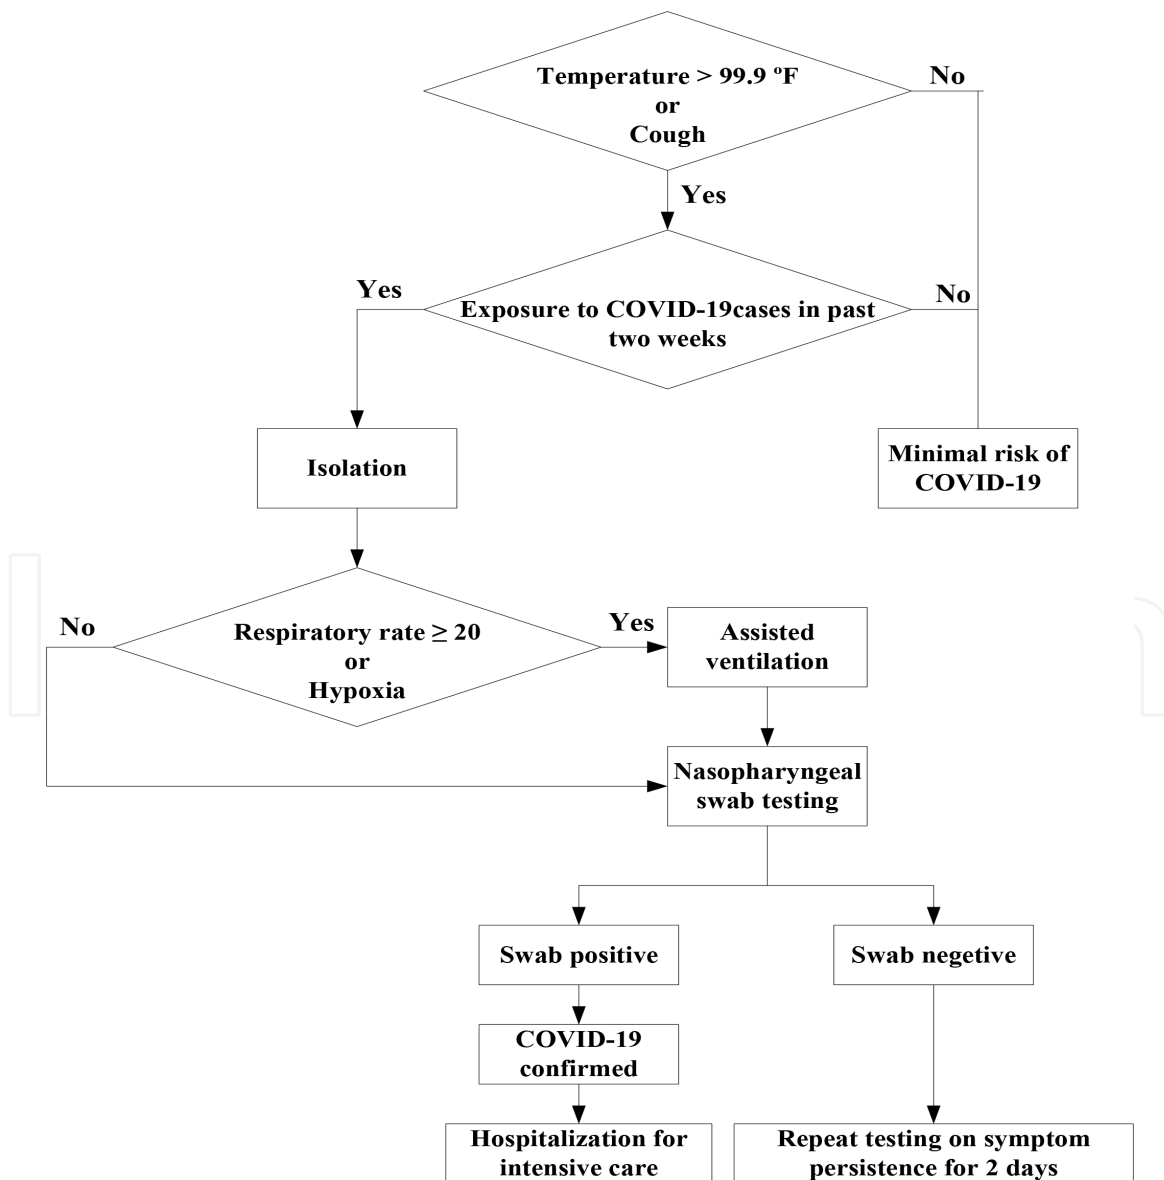 Temperature > 99.9 ºF
or
Cough
No
Yes
Yes
Exposure to COVID-19cases in past
two weeks
No
Isolation
Minimal risk of
COVID-19
No
Respiratory rate ≥ 20
or
Hypoxia
Yes
Assisted
ventilation
Nasopharyngeal
swab testing
Swab positive
Swab negetive
COVID-19
confirmed
Hospitalization for
intensive care
Repeat testing on symptom
persistence for 2 days